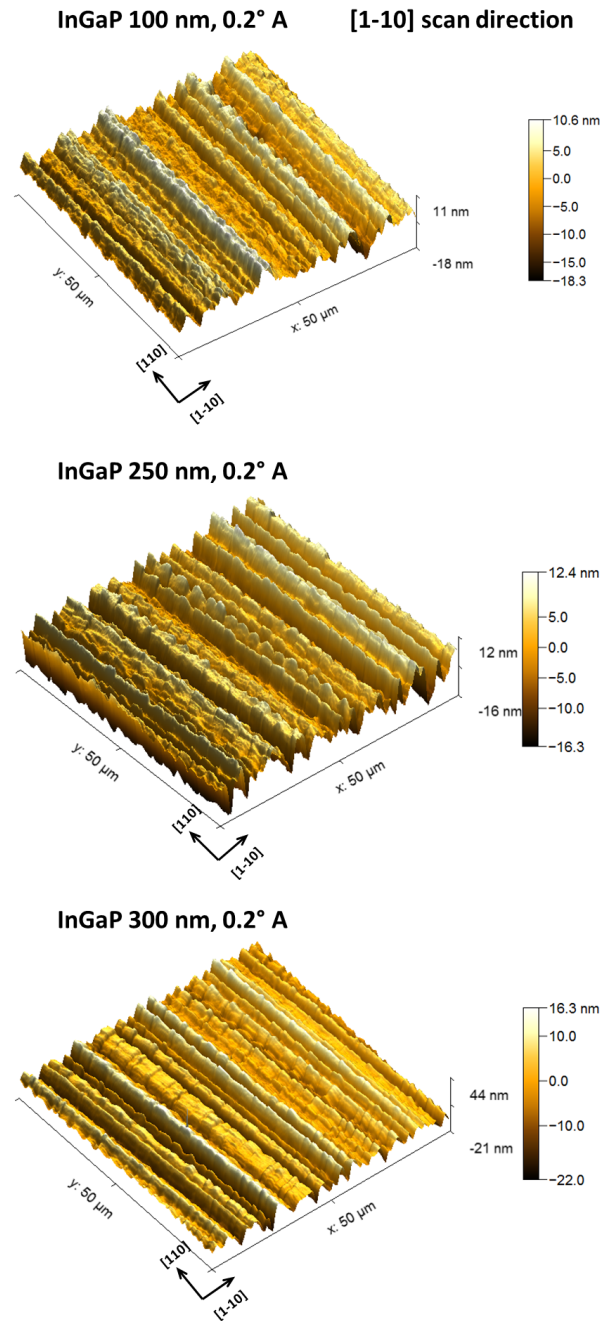 InGaP 100 nm, 0.2° A [1-10] scan direction
10.6 nm
5.0
0.0
−5.0
−10.0
−15.0
−18.3
11 nm
-18 nm
y: 50 µm
x: 50 µm
[110]
[1-10]
InGaP 250 nm, 0.2° A
12.4 nm
5.0
0.0
−5.0
−10.0
−16.3
12 nm
-16 nm
y: 50 µm
x: 50 µm
[110]
[1-10]
InGaP 300 nm, 0.2° A
16.3 nm
10.0
0.0
−10.0
−22.0
44 nm
-21 nm
y: 50 µm
x: 50 µm
[110]
[1-10]